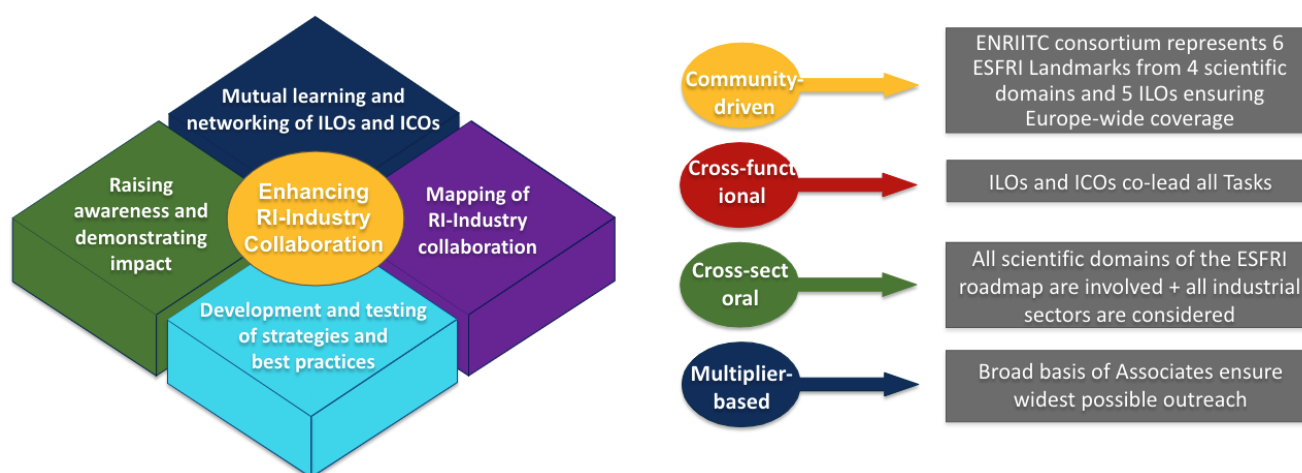 Mutual learning and
networking of ILOs and ICOs
Raising
awareness and
demonstrating
impact
Enhancing
RI-Industry
Collaboration
Mapping of
RI-Industry
collaboration
Development and testing
of strategies and
best practices
Community-
driven
ENRIITC consortium represents 6
ESFRI Landmarks from 4 scientific
domains and 5 ILOs ensuring
Europe-wide coverage
Cross-funct
ional
ILOs and ICOs co-lead all Tasks
Cross-sect
oral
All scientific domains of the ESFRI
roadmap are involved + all industrial
sectors are considered
Multiplier-
based
Broad basis of Associates ensure
widest possible outreach